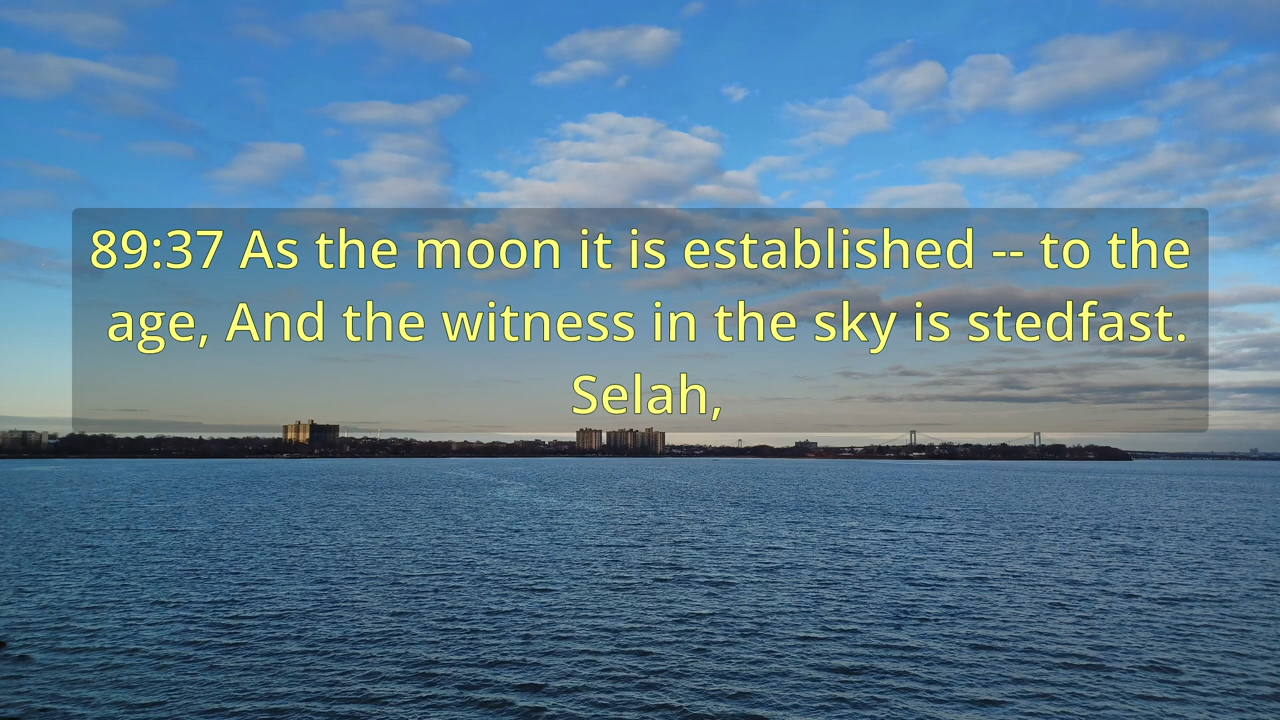 89:37 As the moon it is established -- to the
age, And the witness in the sky is stedfast.
Selah,